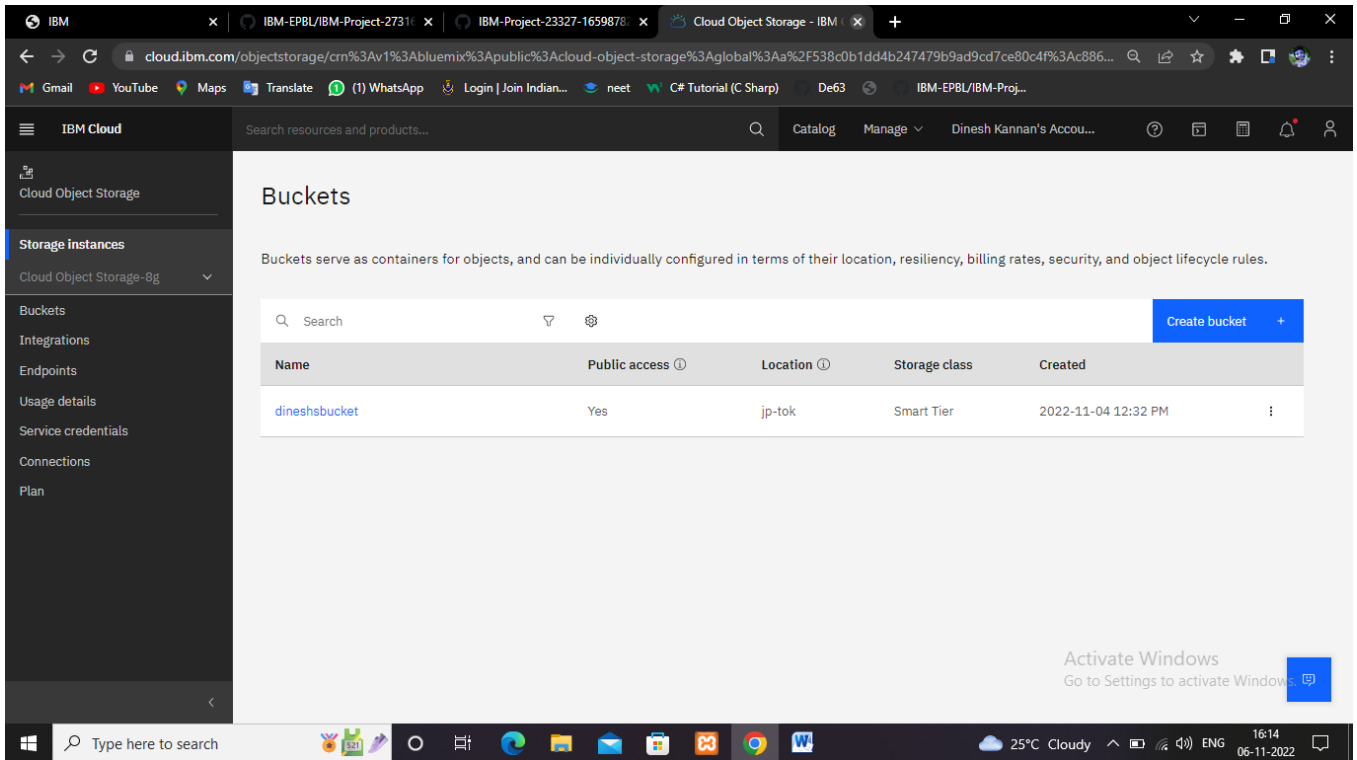 IBM
IBM-EPBL/IBM-Project-27316
IBM-Project-23327-16598782
Cloud Object Storage - IBM C
cloud.ibm.com/objectstorage/crn%3Av1%3Abluemix%3Apublic%3Acloud-object-storage%3Aglobal%3Aa%2F538c0b1dd4b247479b9ad9cd7ce80c4f%3Ac886...
Gmail YouTube Maps Translate (1) WhatsApp Login | Join Indian... neet C# Tutorial (C Sharp) De63 IBM-EPBL/IBM-Proj...
IBM Cloud Search resources and products... Catalog Manage Dinesh Kannan's Accou...
Cloud Object Storage
Storage instances
Cloud Object Storage-8g
Buckets
Integrations
Endpoints
Usage details
Service credentials
Connections
Plan
Buckets
Buckets serve as containers for objects, and can be individually configured in terms of their location, resiliency, billing rates, security, and object lifecycle rules.
Search Create bucket +
Name Public access Location Storage class Created
dineshsbucket Yes jp-tok Smart Tier 2022-11-04 12:32 PM
Activate Windows
Go to Settings to activate Windows.
Type here to search 521 25°C Cloudy ENG 16:14
06-11-2022